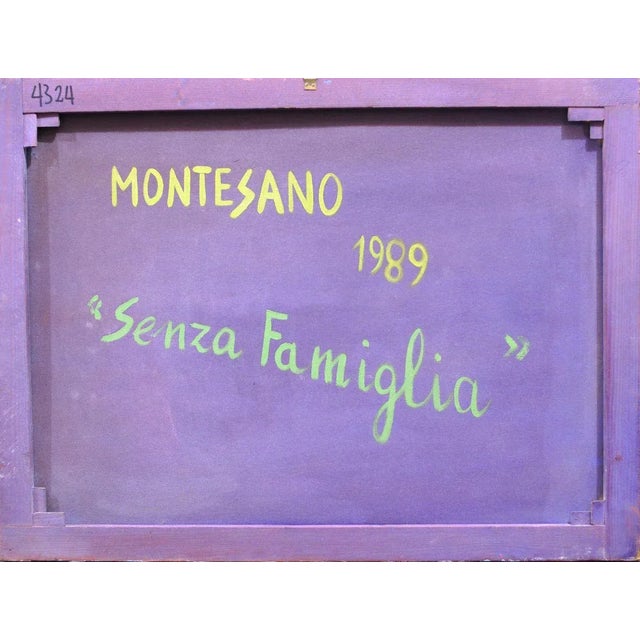 4324
MONTESANO
1989
“Senza Famiglia”